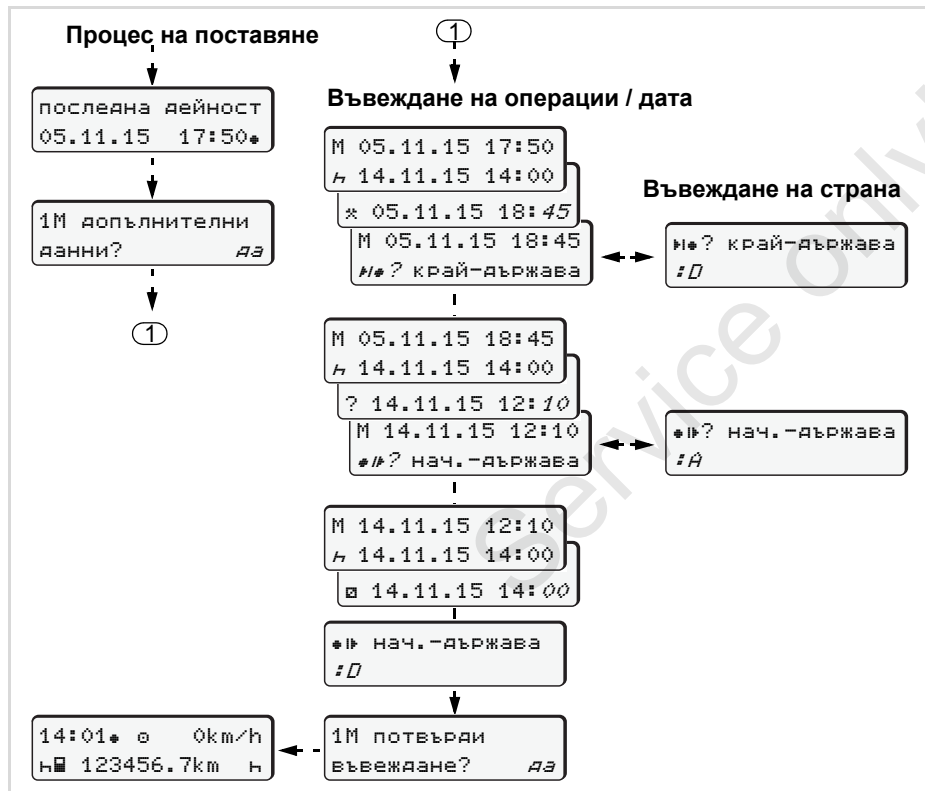 Процес на поставяне
последна дейност
05.11.15 17:50
1М допълнителни
данни? да
1
1
Въвеждане на операции / дата
М 05.11.15 17:50
14.11.15 14:00
05.11.15 18:45
М 05.11.15 18:45
? край-държава
Въвеждане на страна
? край-държава
:D
М 05.11.15 18:45
14.11.15 14:00
? 14.11.15 12:10
М 14.11.15 12:10
? нач.-държава
? нач.-държава
:A
М 14.11.15 12:10
14.11.15 14:00
14.11.15 14:00
нач.-държава
:D
1М потвърди
въвеждане? да
14:01 0km/h
123456.7km
Service only